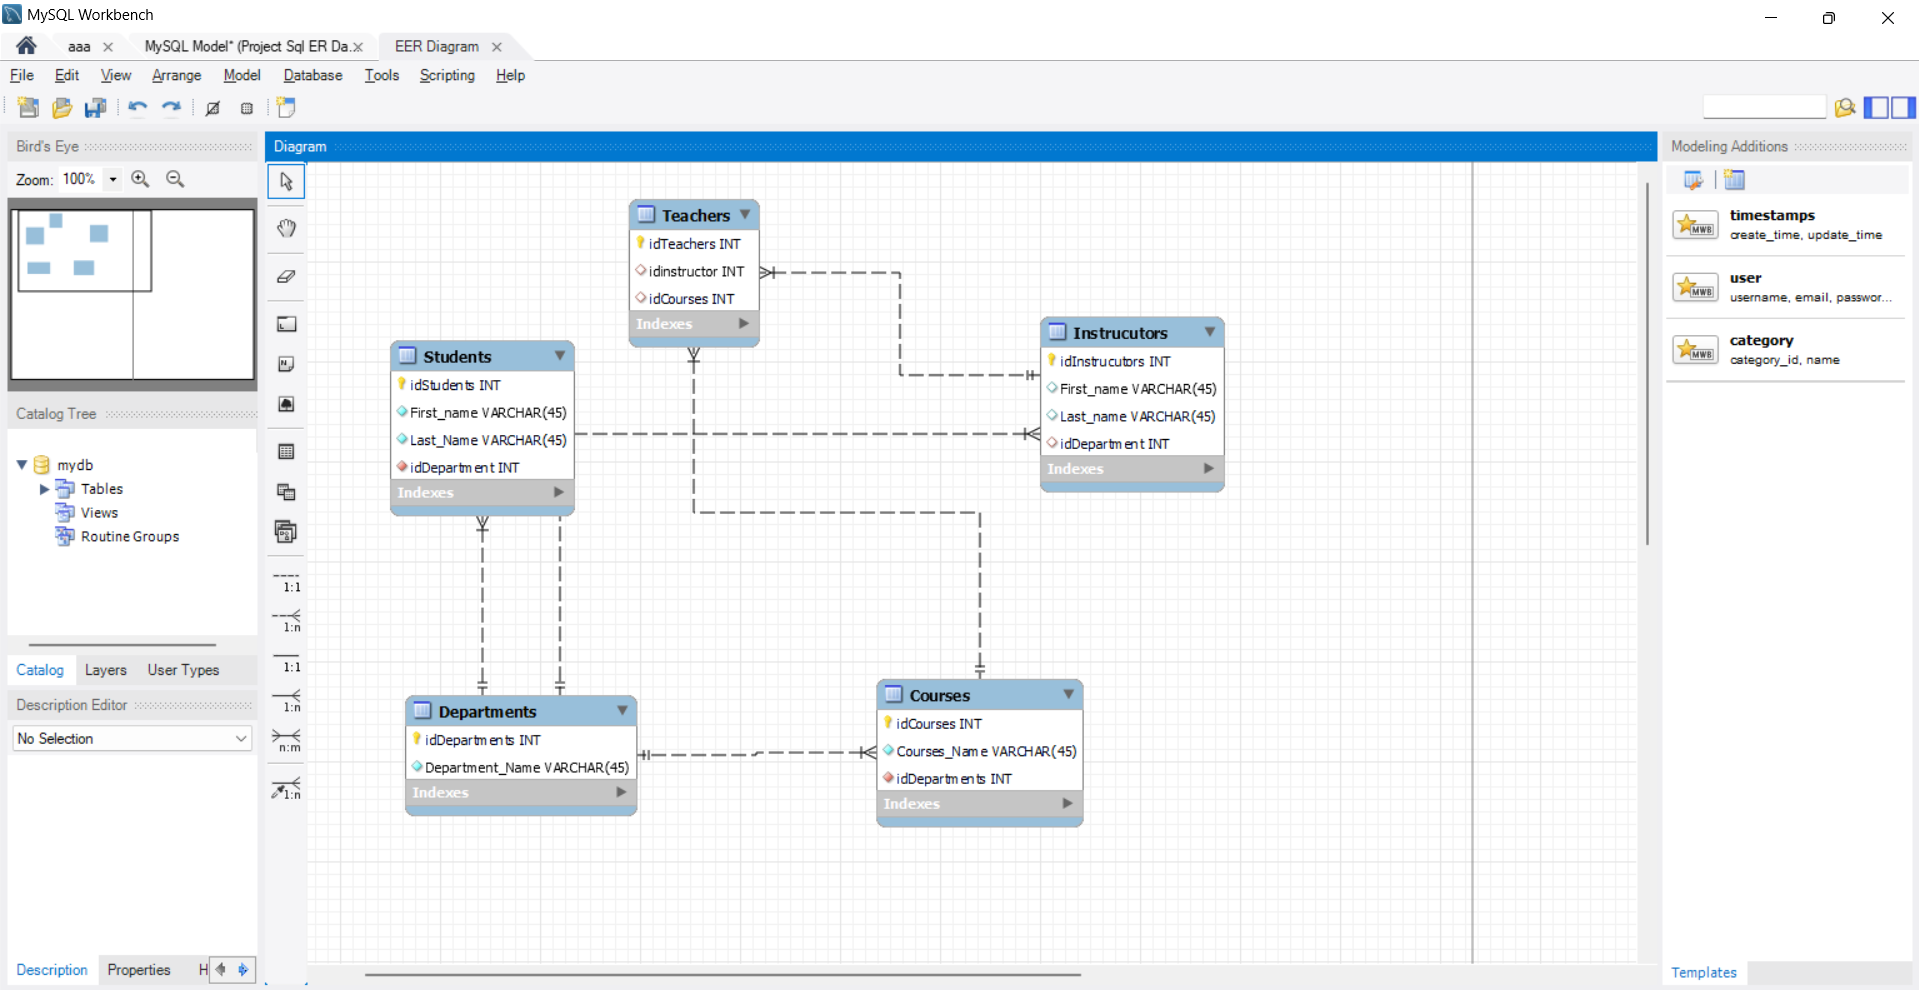 MySQL Workbench
aaa
MySQL Model* (Project Sql ER Da...
EER Diagram
File Edit View Arrange Model Database Tools Scripting Help
Bird's Eye
Zoom: 100%
Catalog Tree
mydb
Tables
Views
Routine Groups
Catalog Layers User Types
Description Editor
No Selection
Description Properties H
Diagram
1:1
1:n
1:1
1:n
n:m
1:n
Teachers
idTeachers INT
idinstructor INT
idCourses INT
Indexes
Students
idStudents INT
First_name VARCHAR(45)
Last_Name VARCHAR(45)
idDepartment INT
Indexes
Instrucutors
idInstrucutors INT
First_name VARCHAR(45)
Last_name VARCHAR(45)
idDepartment INT
Indexes
Departments
idDepartments INT
Department_Name VARCHAR(45)
Indexes
Courses
idCourses INT
Courses_Name VARCHAR(45)
idDepartments INT
Indexes
Modeling Additions
MWB
timestamps
create_time, update_time
MWB
user
username, email, passwor...
MWB
category
category_id, name
Templates